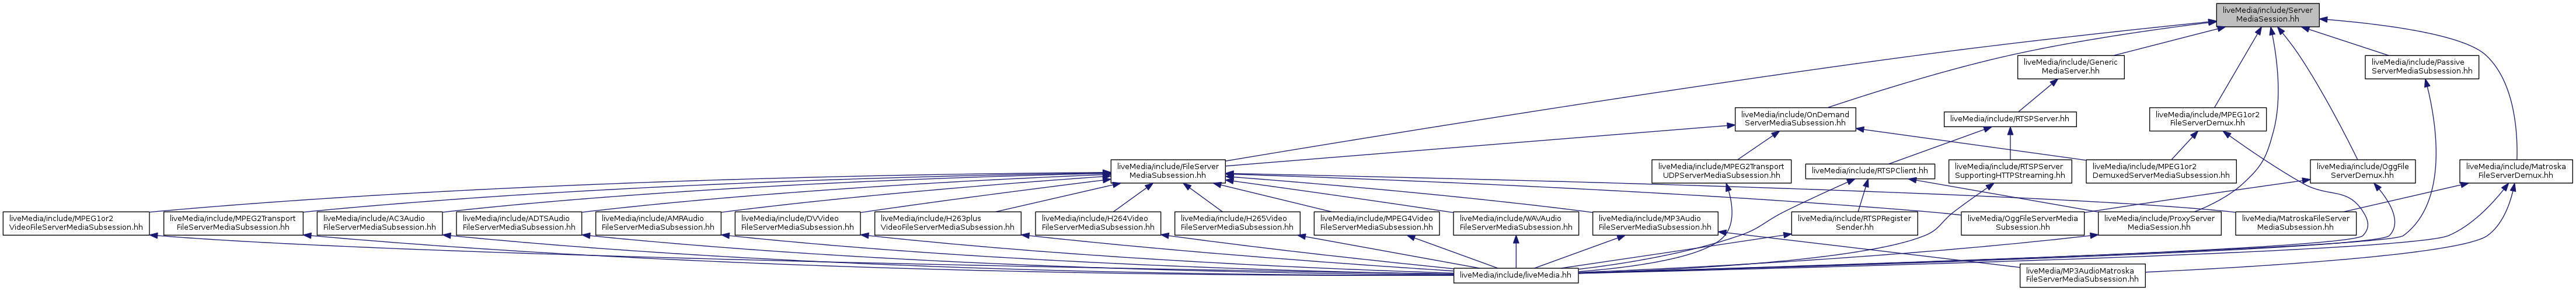 liveMedia/include/Server
MediaSession.hh
liveMedia/include/Generic
MediaServer.hh
liveMedia/include/Passive
ServerMediaSubsession.hh
liveMedia/include/OnDemand
ServerMediaSubsession.hh
liveMedia/include/RTSPServer.hh
liveMedia/include/MPEG1or2
FileServerDemux.hh
liveMedia/include/FileServer
MediaSubsession.hh
liveMedia/include/MPEG2Transport
UDPServerMediaSubsession.hh
liveMedia/include/RTSPClient.hh
liveMedia/include/RTSPServer
SupportingHTTPStreaming.hh
liveMedia/include/MPEG1or2
DemuxedServerMediaSubsession.hh
liveMedia/include/OggFile
ServerDemux.hh
liveMedia/include/Matroska
FileServerDemux.hh
liveMedia/include/MPEG1or2
VideoFileServerMediaSubsession.hh
liveMedia/include/MPEG2Transport
FileServerMediaSubsession.hh
liveMedia/include/AC3Audio
FileServerMediaSubsession.hh
liveMedia/include/ADTSAudio
FileServerMediaSubsession.hh
liveMedia/include/AMRAudio
FileServerMediaSubsession.hh
liveMedia/include/DVVideo
FileServerMediaSubsession.hh
liveMedia/include/H263plus
VideoFileServerMediaSubsession.hh
liveMedia/include/H264Video
FileServerMediaSubsession.hh
liveMedia/include/H265Video
FileServerMediaSubsession.hh
liveMedia/include/MPEG4Video
FileServerMediaSubsession.hh
liveMedia/include/WAVAudio
FileServerMediaSubsession.hh
liveMedia/include/MP3Audio
FileServerMediaSubsession.hh
liveMedia/include/RTSPRegister
Sender.hh
liveMedia/OggFileServerMedia
Subsession.hh
liveMedia/include/ProxyServer
MediaSession.hh
liveMedia/MatroskaFileServer
MediaSubsession.hh
liveMedia/include/liveMedia.hh
liveMedia/MP3AudioMatroska
FileServerMediaSubsession.hh